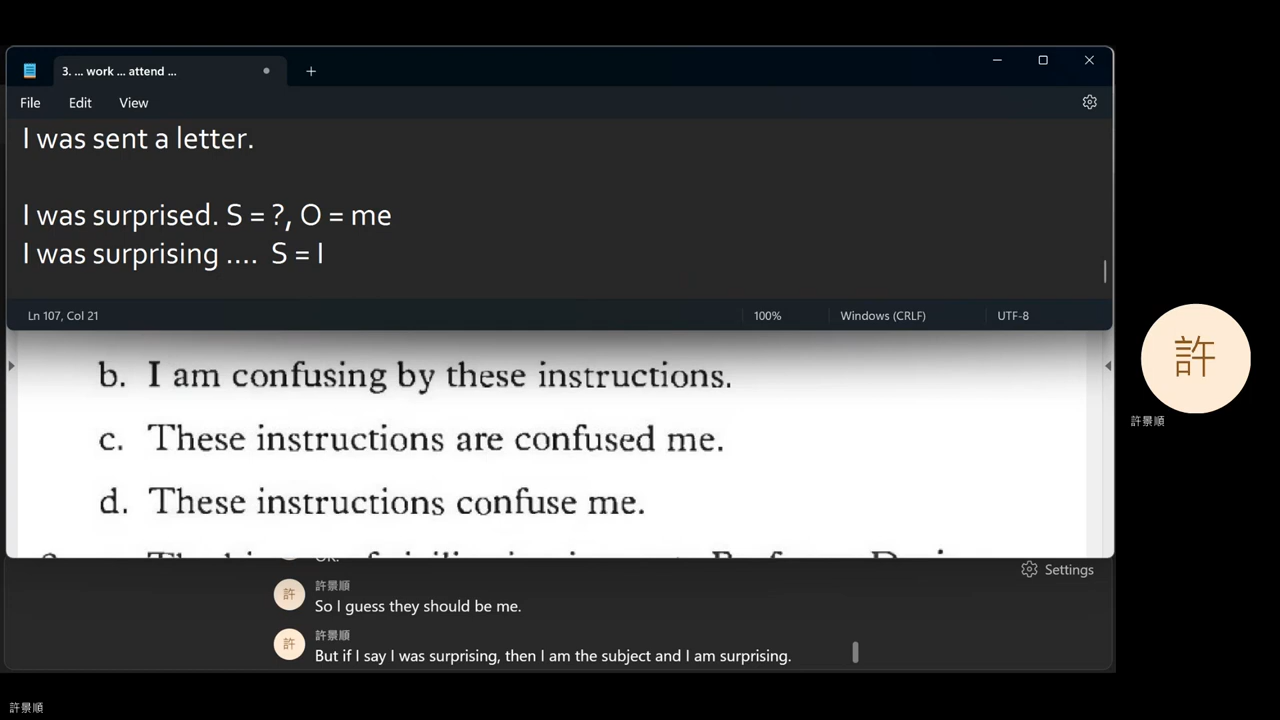 3. ... work ... attend ...
File Edit View
I was sent a letter.
I was surprised. S = ?, O = me
I was surprising .... S = I
Ln 107, Col 21 100% Windows (CRLF) UTF-8
b. I am confusing by these instructions.
c. These instructions are confused me.
d. These instructions confuse me.
Settings
許 許景順
So I guess they should be me.
許 許景順
But if I say I was surprising, then I am the subject and I am surprising.
許
許景順
許景順